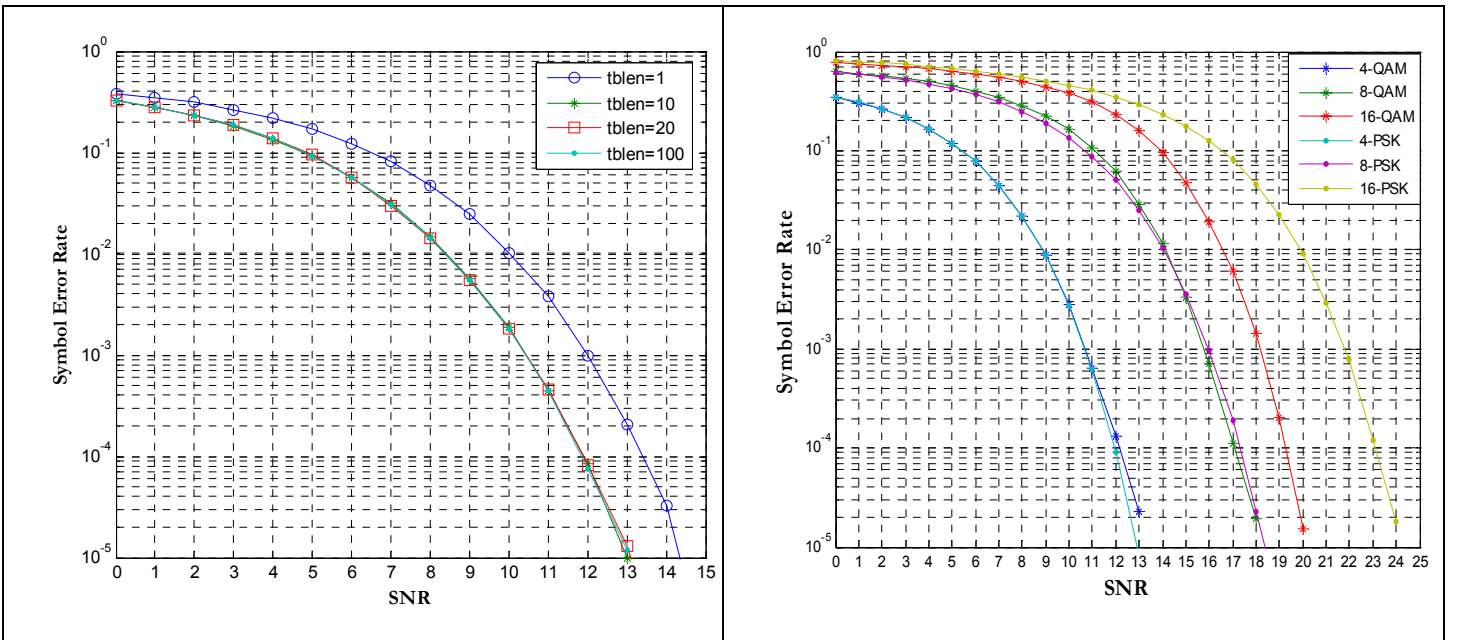 10^0
10^-1
10^-2
10^-3
10^-4
10^-5
Symbol Error Rate
0 1 2 3 4 5 6 7 8 9 10 11 12 13 14 15
SNR
tblen=1
tblen=10
tblen=20
tblen=100
10^0
10^-1
10^-2
10^-3
10^-4
10^-5
Symbol Error Rate
0 1 2 3 4 5 6 7 8 9 10 11 12 13 14 15 16 17 18 19 20 21 22 23 24 25
SNR
4-QAM
8-QAM
16-QAM
4-PSK
8-PSK
16-PSK